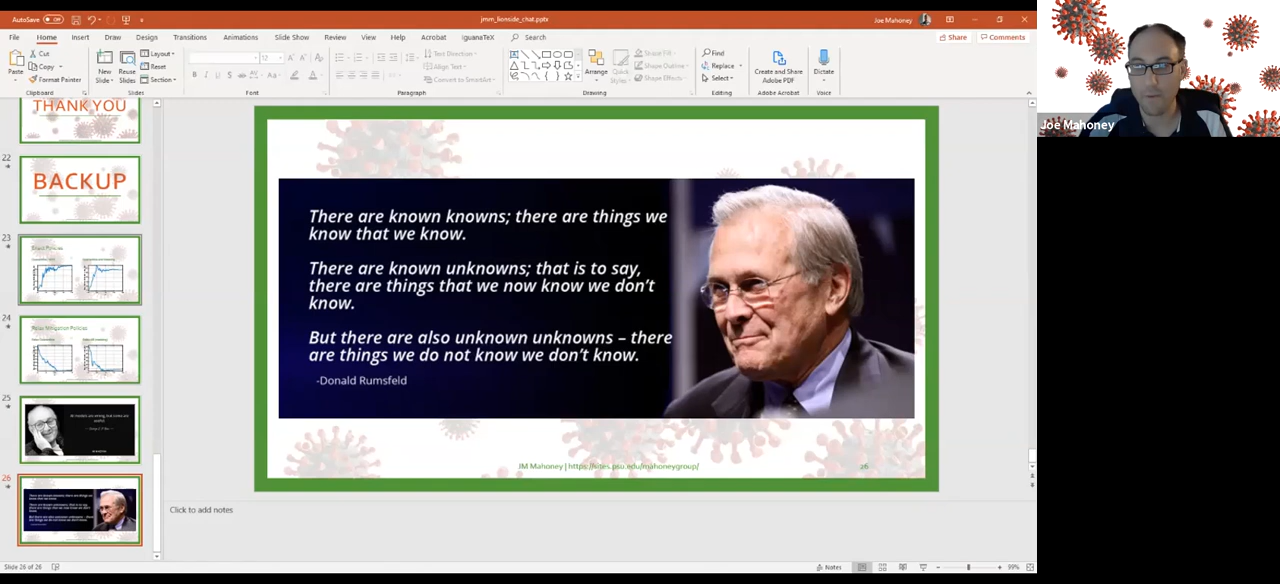 AutoSave Off
jmm_lionside_chat.pptx
Joe Mahoney
File Home Insert Draw Design Transitions Animations Slide Show Review View Help Acrobat IguanaTeX Search
Share Comments
Paste
Cut
Copy
Format Painter
Clipboard
New
Slide
Reuse
Slides
Layout
Reset
Section
Slides
12
Font
Text Direction
Align Text
Convert to SmartArt
Paragraph
Arrange
Quick
Styles
Shape Fill
Shape Outline
Shape Effects
Drawing
Find
Replace
Select
Editing
Create and Share
Adobe PDF
Adobe Acrobat
Dictate
Voice
Joe Mahoney
THANK YOU
22
BACKUP
23
24
25
26
There are known knowns; there are things we
know that we know.
There are known unknowns; that is to say,
there are things that we now know we don't
know.
But there are also unknown unknowns – there
are things we do not know we don't know.
-Donald Rumsfeld
JM Mahoney | https://sites.psu.edu/mahoneygroup/
26
Click to add notes
Slide 26 of 26
Notes
99%